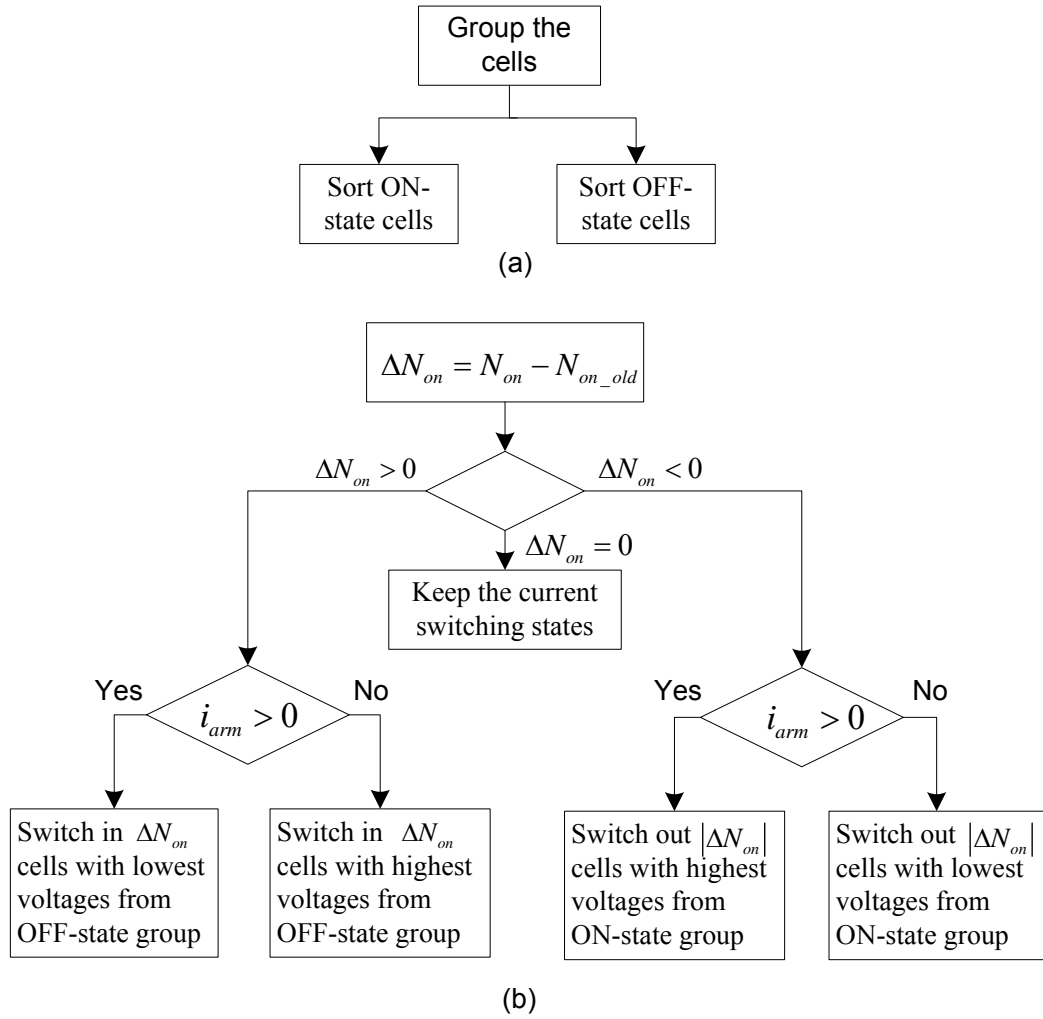 Group the
cells
Sort ON-
state cells
Sort OFF-
state cells
(a)
ΔN_on = N_on − N_on_old
ΔN_on > 0
ΔN_on < 0
ΔN_on = 0
Keep the current
switching states
Yes
i_arm > 0
No
Yes
i_arm > 0
No
Switch in ΔN_on
cells with lowest
voltages from
OFF-state group
Switch in ΔN_on
cells with highest
voltages from
OFF-state group
Switch out |ΔN_on|
cells with highest
voltages from
ON-state group
Switch out |ΔN_on|
cells with lowest
voltages from
ON-state group
(b)